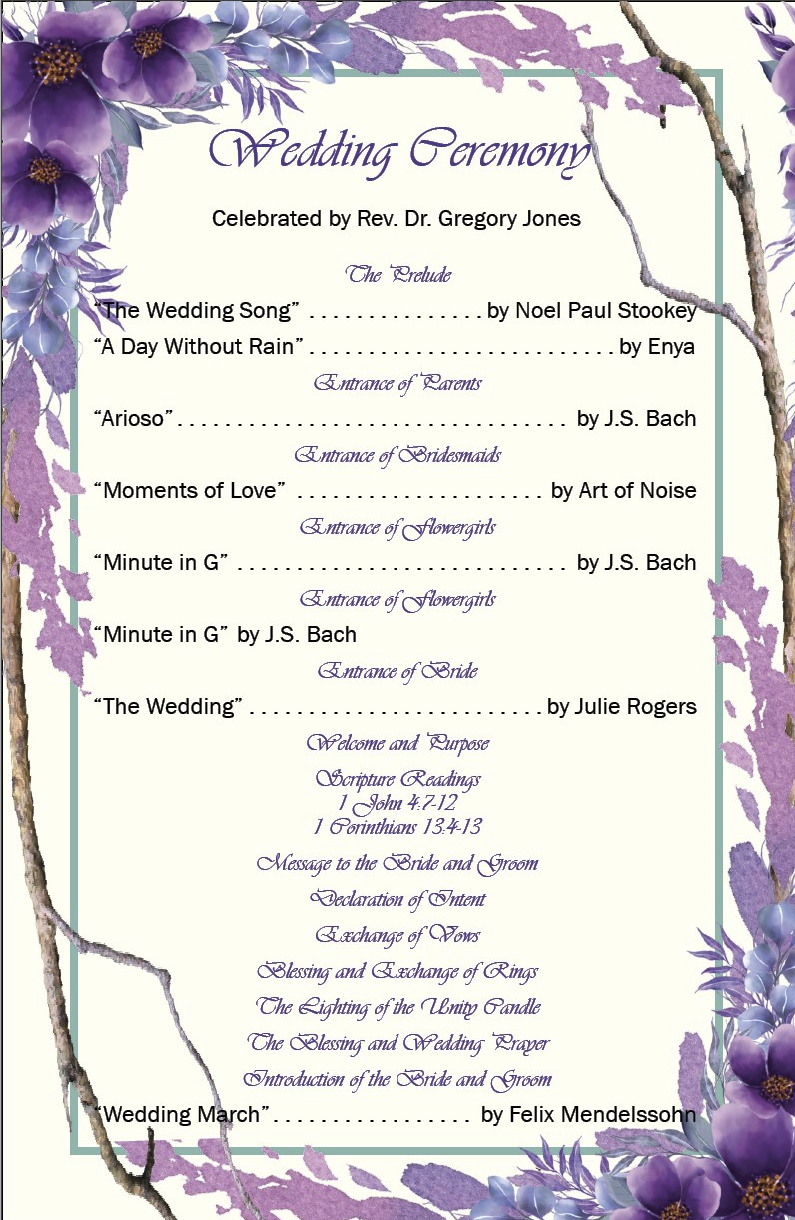 Wedding Ceremony
Celebrated by Rev. Dr. Gregory Jones
The Prelude
“The Wedding Song” . . . . . . . . . . . . . . . by Noel Paul Stookey
“A Day Without Rain” . . . . . . . . . . . . . . . . . . . . . . . . . . by Enya
Entrance of Parents
“Arioso” . . . . . . . . . . . . . . . . . . . . . . . . . . . . . . . . . by J.S. Bach
Entrance of Bridesmaids
“Moments of Love” . . . . . . . . . . . . . . . . . . . . . by Art of Noise
Entrance of Flowergirls
“Minute in G” . . . . . . . . . . . . . . . . . . . . . . . . . . . . by J.S. Bach
Entrance of Flowergirls
“Minute in G” by J.S. Bach
Entrance of Bride
“The Wedding” . . . . . . . . . . . . . . . . . . . . . . . . . by Julie Rogers
Welcome and Purpose
Scripture Readings
1 John 4:7-12
1 Corinthians 13:4-13
Message to the Bride and Groom
Declaration of Intent
Exchange of Vows
Blessing and Exchange of Rings
The Lighting of the Unity Candle
The Blessing and Wedding Prayer
Introduction of the Bride and Groom
“Wedding March” . . . . . . . . . . . . . . . . . by Felix Mendelssohn